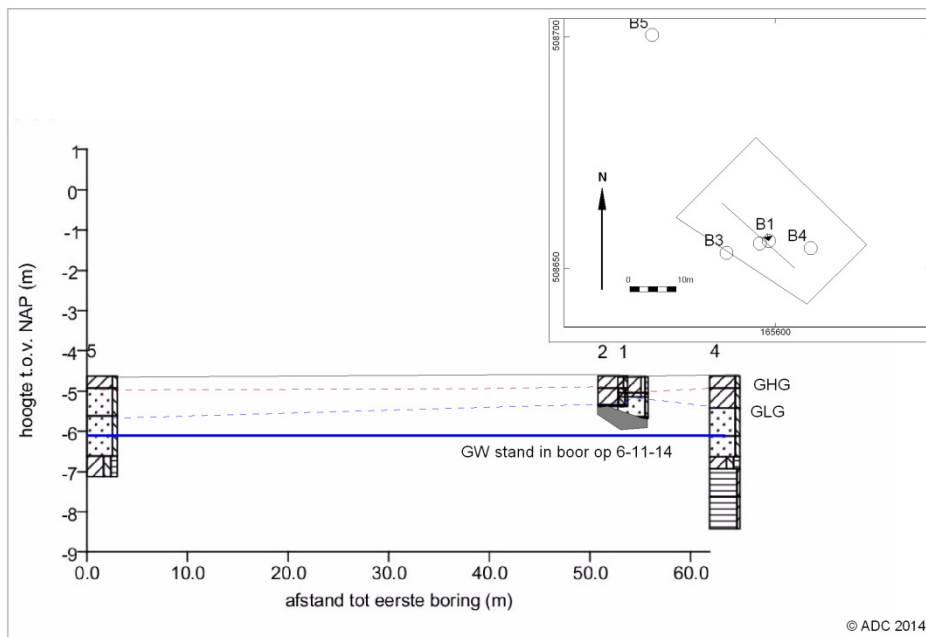 B5
508700
N
B1
B3
B4
508650
0 10m
165600
1
0
-1
-2
-3
-4
-5
-6
-7
-8
-9
hoogte t.o.v. NAP (m)
5
2 1 4
GHG
GLG
GW stand in boor op 6-11-14
0.0 10.0 20.0 30.0 40.0 50.0 60.0
afstand tot eerste boring (m)
© ADC 2014